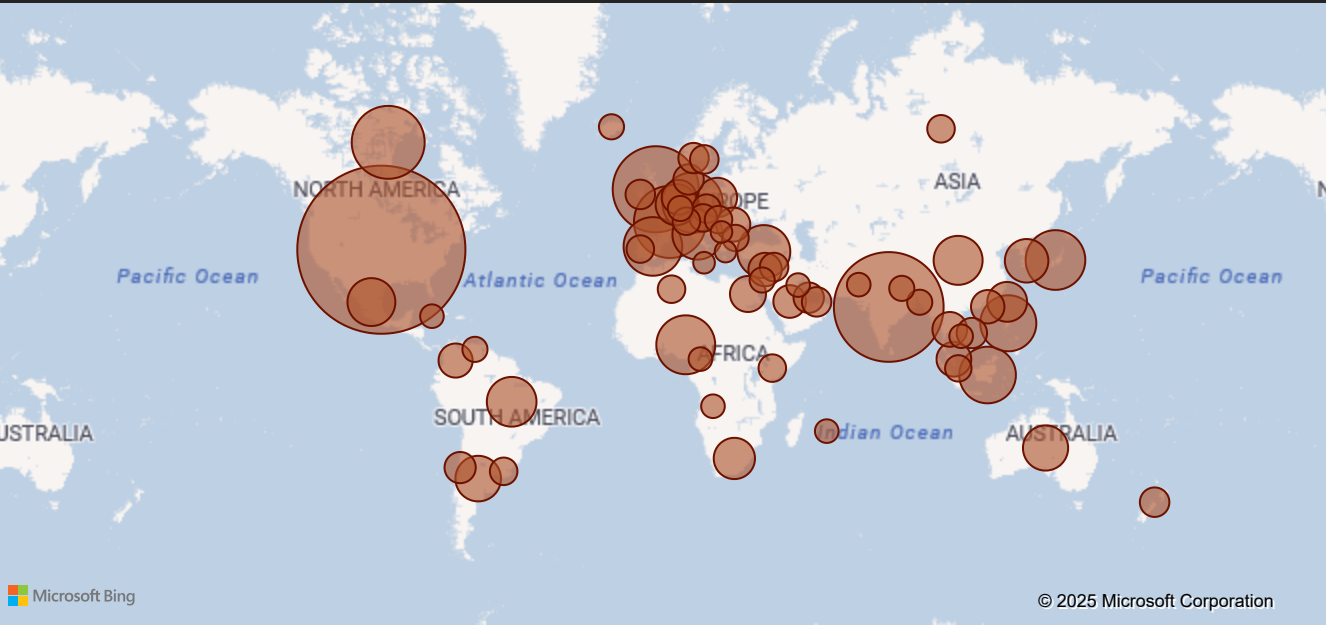 NORTH AMERICA
ASIA
OPE
Pacific Ocean
Atlantic Ocean
Pacific Ocean
AFRICA
SOUTH AMERICA
USTRALIA
Indian Ocean
AUSTRALIA
N
Microsoft Bing
© 2025 Microsoft Corporation